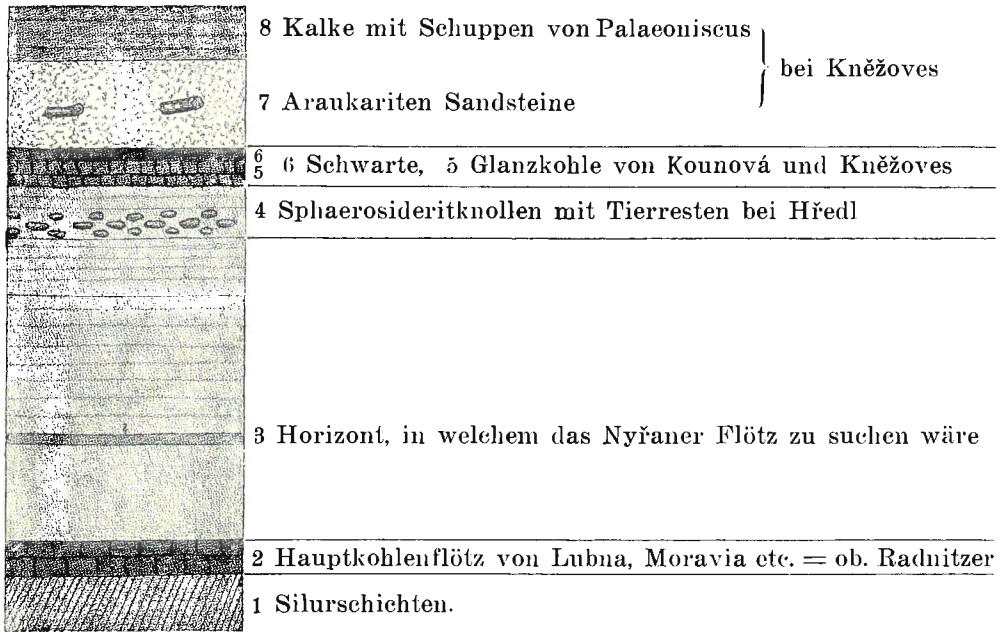 8 Kalke mit Schuppen von Palaeoniscus
bei Kněžoves
7 Araukariten Sandsteine
6
5
6 Schwarte, 5 Glanzkohle von Kounová und Kněžoves
4 Sphaerosideritknollen mit Tierresten bei Hředl
3 Horizont, in welchem das Nyřaner Flötz zu suchen wäre
2 Hauptkohlenflötz von Lubna, Moravia etc. = ob. Radnitzer
1 Silurschichten.